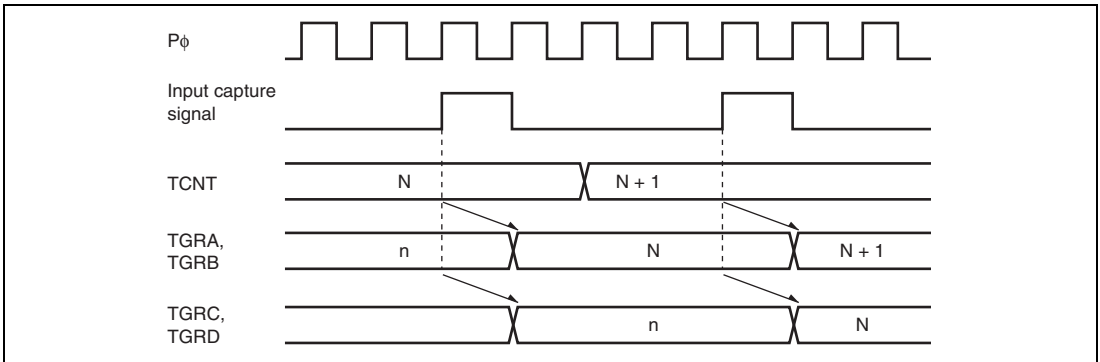 Pϕ
Input capture
signal
TCNT
N
N + 1
TGRA,
TGRB
n
N
N + 1
TGRC,
TGRD
n
N